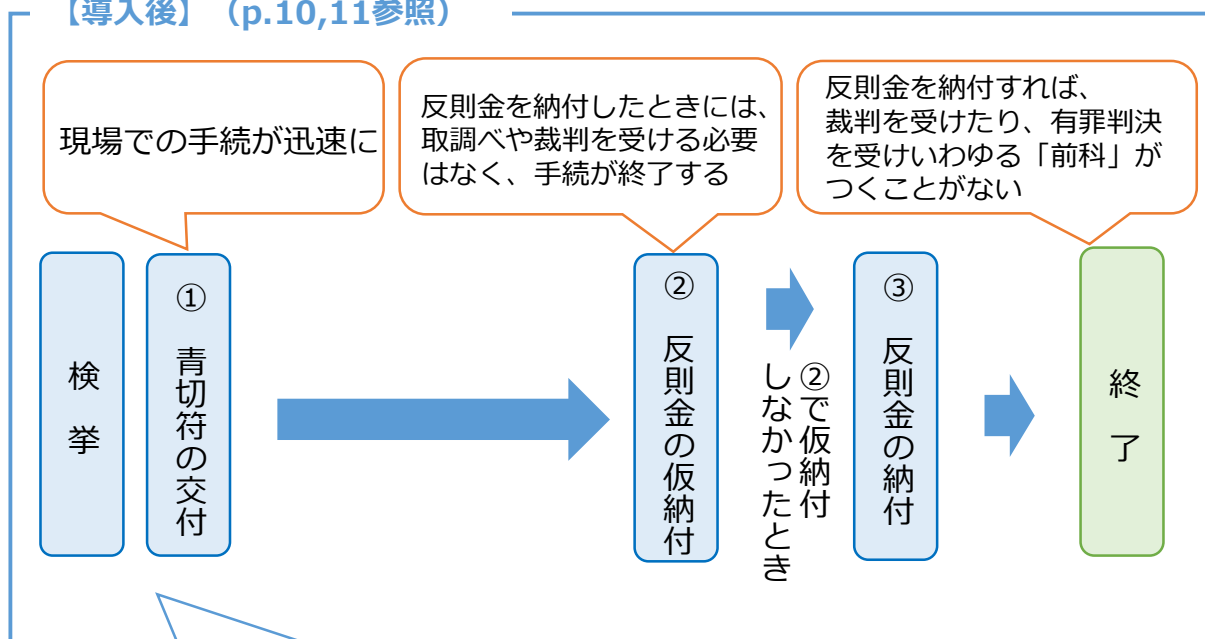 【導入後】（p.10,11参照）
現場での手続が迅速に
反則金を納付したときには、
取調べや裁判を受ける必要
はなく、手続が終了する
反則金を納付すれば、
裁判を受けたり、有罪判決
を受けいわゆる「前科」が
つくことがない
検挙
① 青切符の交付
② 反則金の仮納付
②で仮納付
しなかったとき
③ 反則金の納付
終了